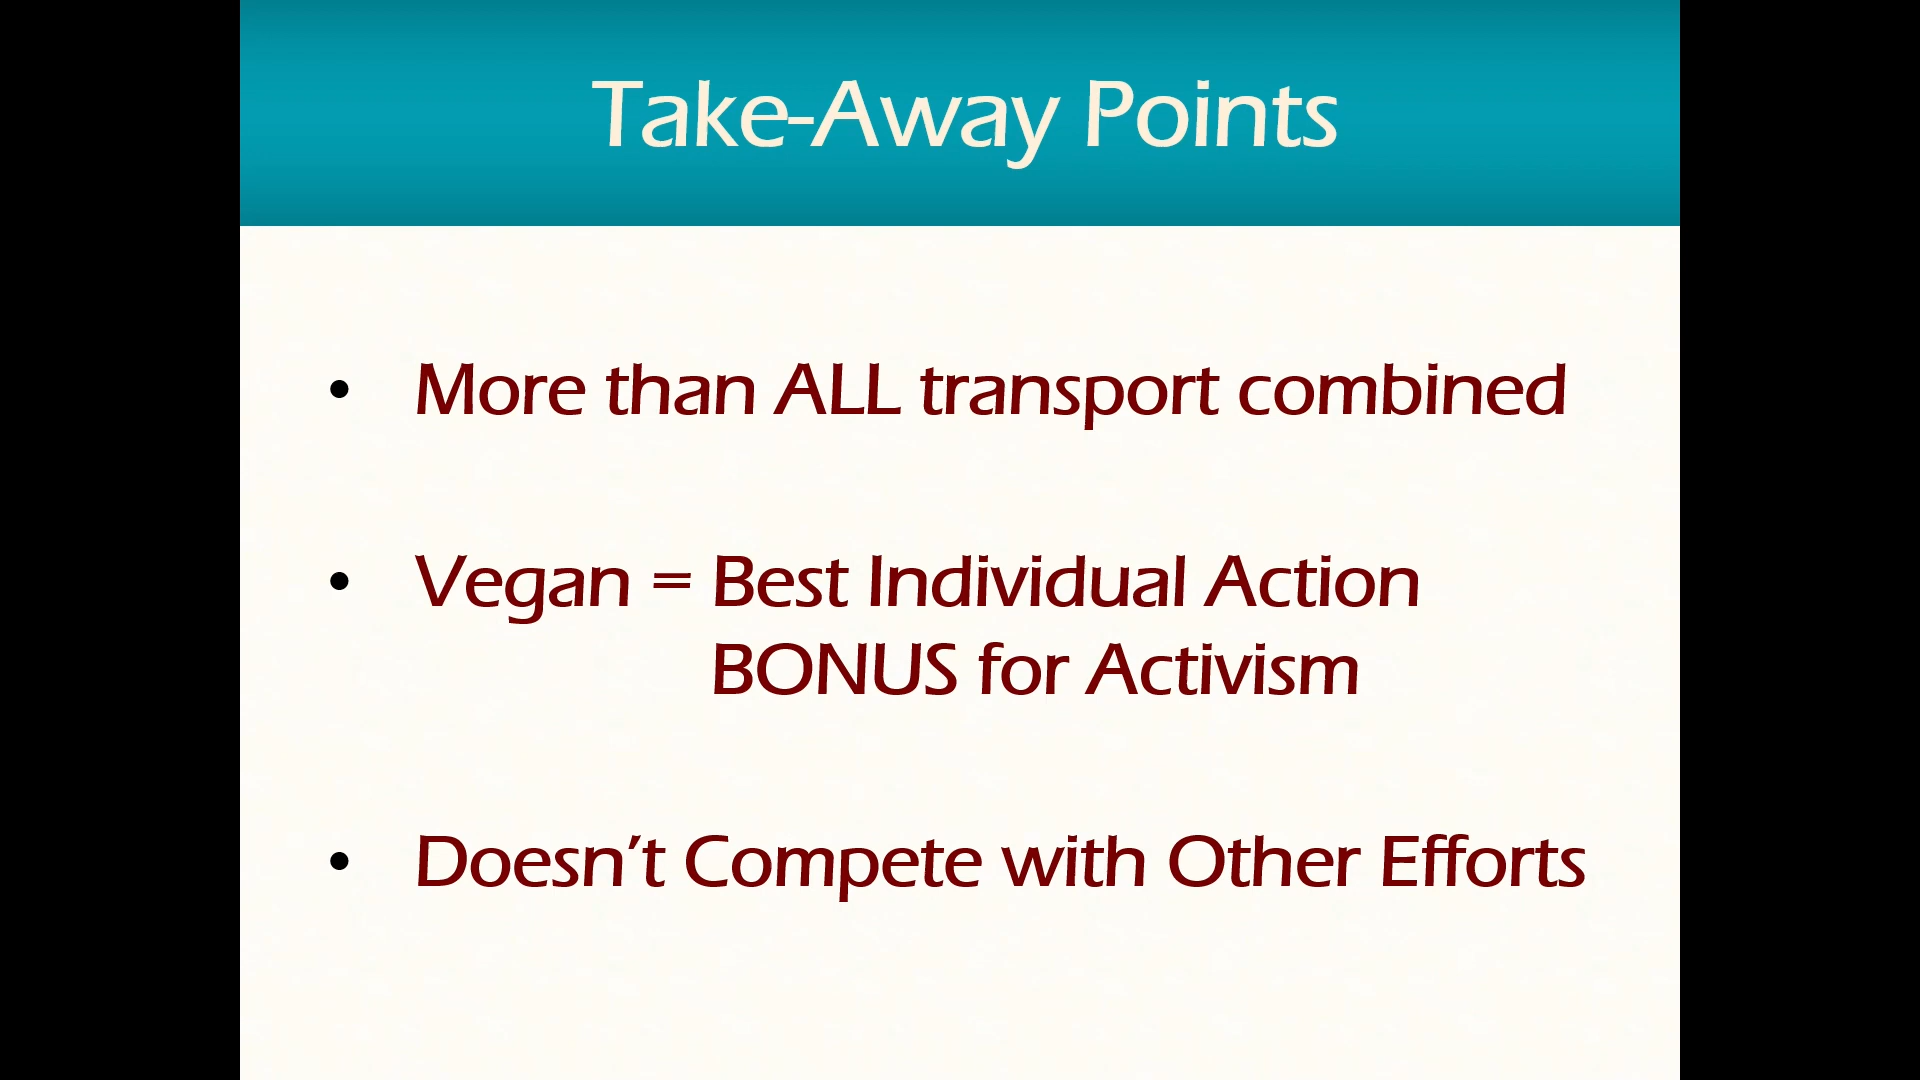 Take-Away Points
• More than ALL transport combined
• Vegan = Best Individual Action
BONUS for Activism
• Doesn’t Compete with Other Efforts